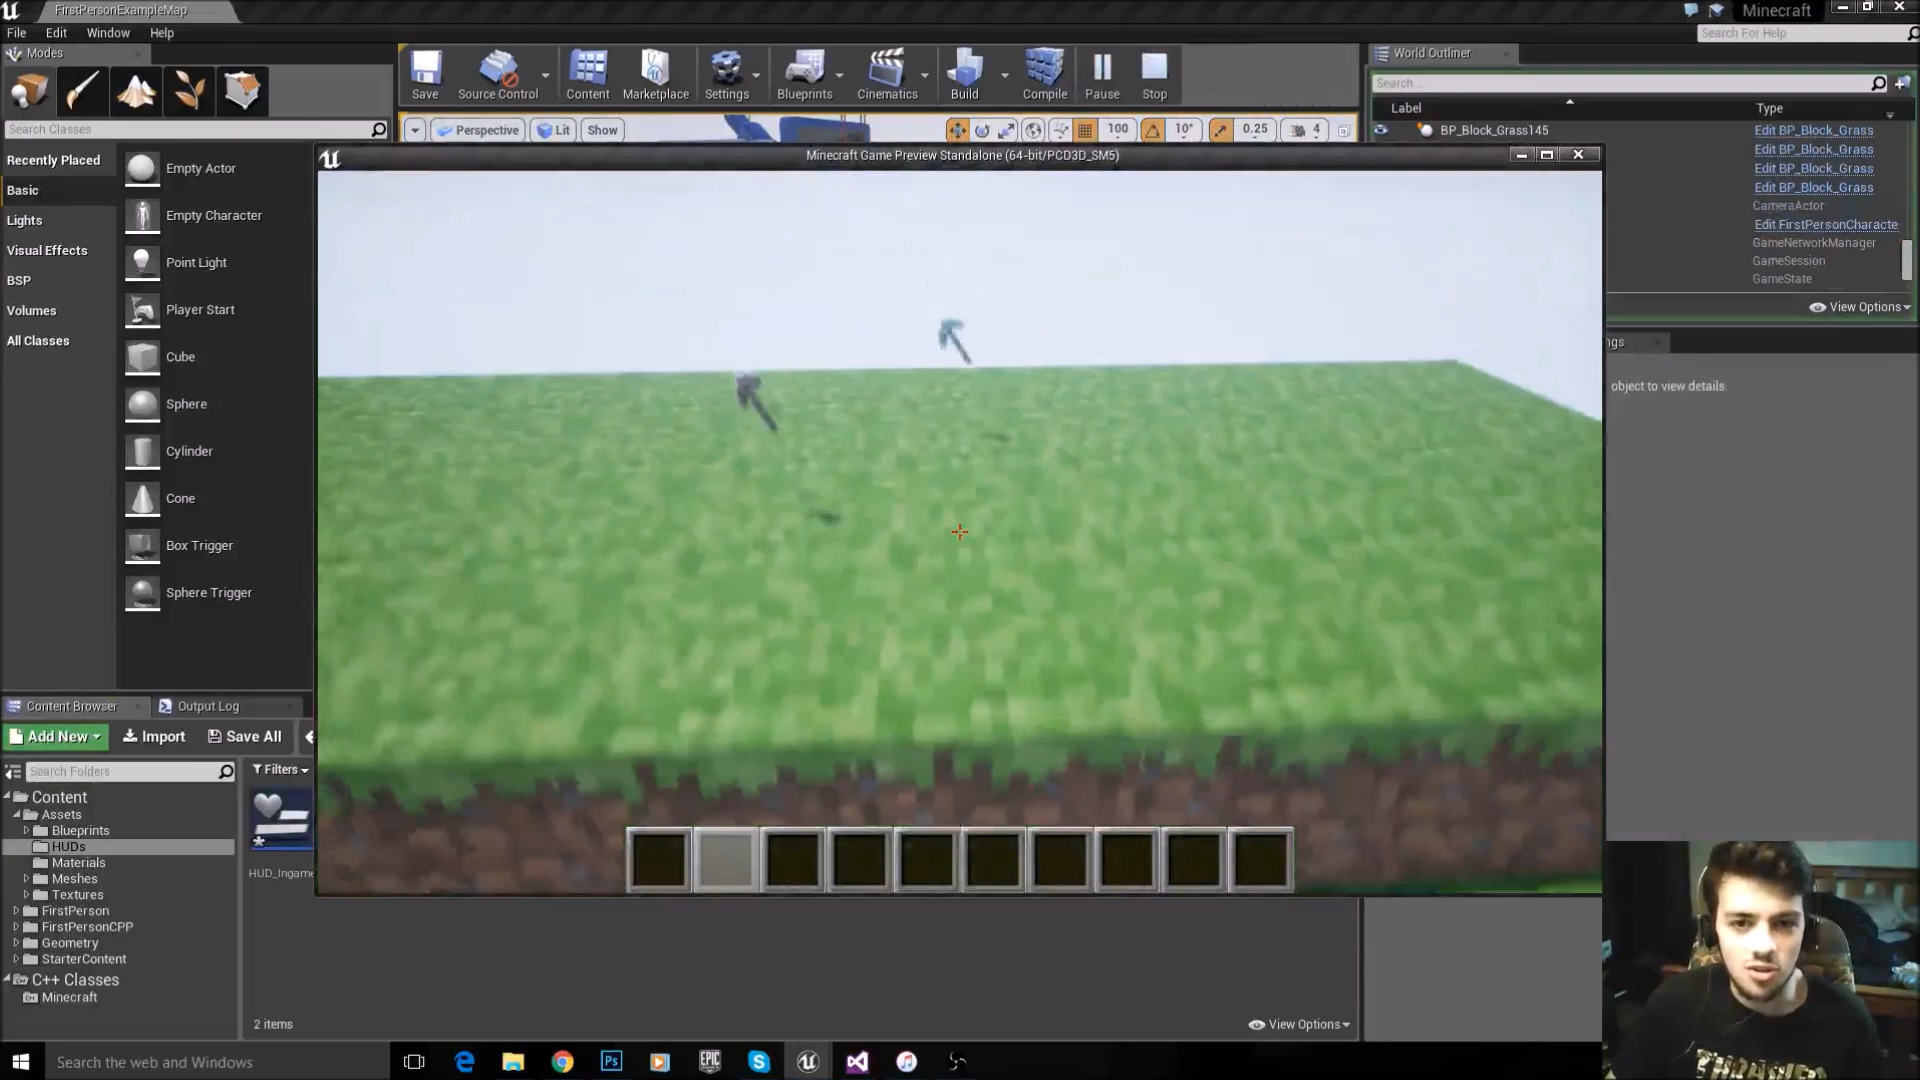 FirstPersonExampleMap
Minecraft
File Edit Window Help
Search For Help
Modes
Save Source Control Content Marketplace Settings Blueprints Cinematics Build Compile Pause Stop
World Outliner
Search...
Label Type
Search Classes
Perspective Lit Show 100 10° 0.25 4
BP_Block_Grass145 Edit BP_Block_Grass
Edit BP_Block_Grass
Edit BP_Block_Grass
Edit BP_Block_Grass
CameraActor
Edit FirstPersonCharacte
GameNetworkManager
GameSession
GameState
View Options
Minecraft Game Preview Standalone (64-bit/PCD3D_SM5)
Recently Placed
Basic
Lights
Visual Effects
BSP
Volumes
All Classes
Empty Actor
Empty Character
Point Light
Player Start
Cube
Sphere
Cylinder
Cone
Box Trigger
Sphere Trigger
ngs
object to view details.
Content Browser Output Log
Add New Import Save All
Search Folders Filters
Content
Assets
Blueprints
HUDs
Materials
Meshes
Textures
FirstPerson
FirstPersonCPP
Geometry
StarterContent
C++ Classes
Minecraft
HUD_Ingame
2 items View Options
Search the web and Windows
Ps
EPIC GAMES
THRASHER